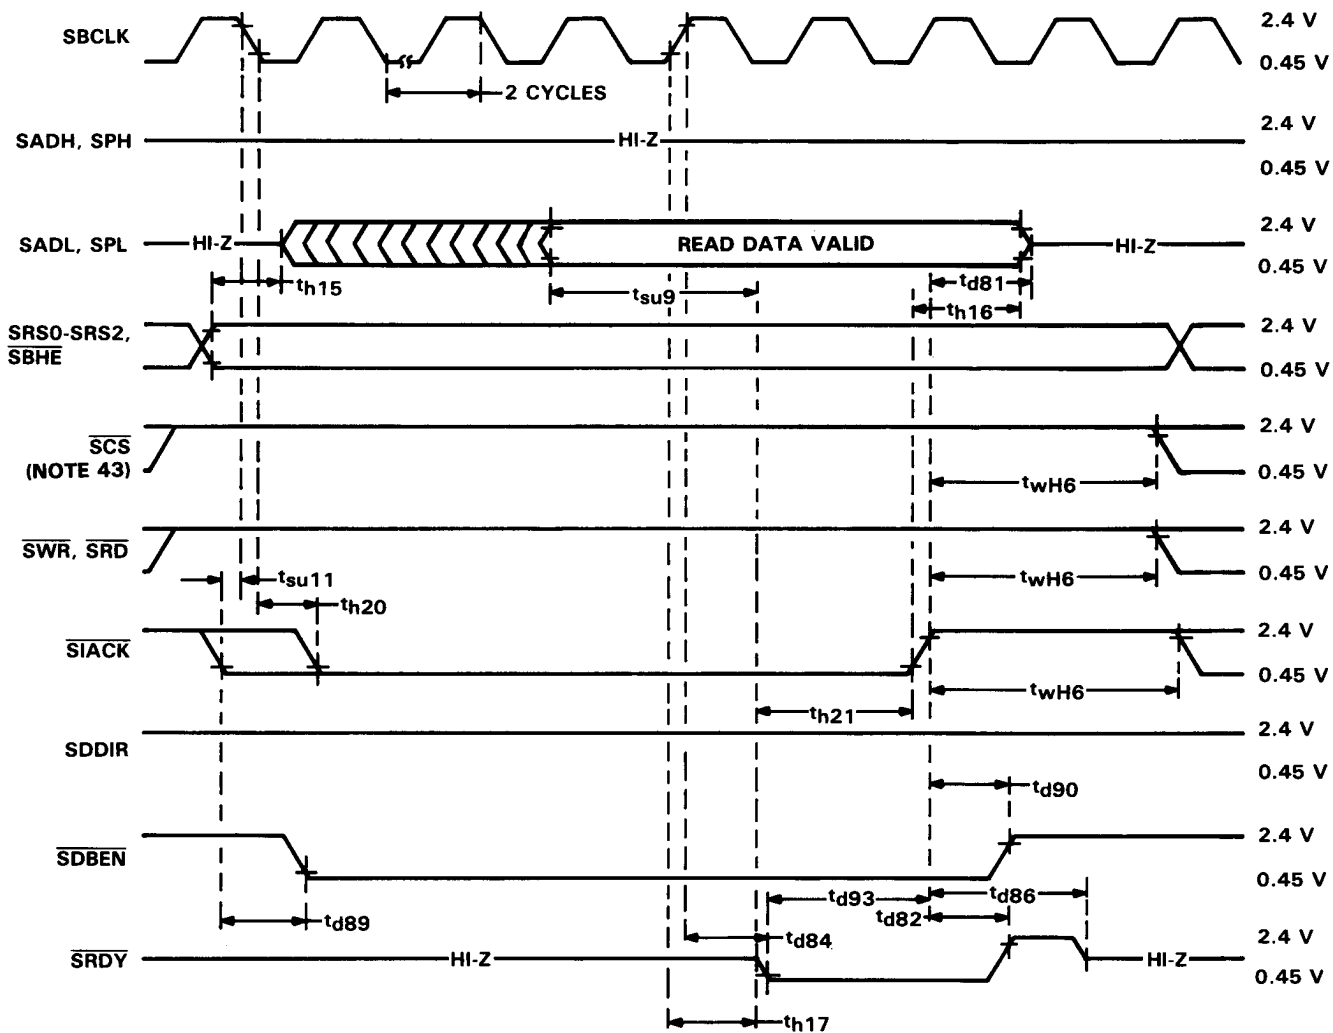 SBCLK
2.4 V
0.45 V
2 CYCLES
SADH, SPH
HI-Z
2.4 V
0.45 V
SADL, SPL
HI-Z
READ DATA VALID
HI-Z
2.4 V
0.45 V
th15
tsu9
td81
th16
SRS0-SRS2,
SBHE
2.4 V
0.45 V
SCS
(NOTE 43)
2.4 V
0.45 V
twH6
SWR, SRD
2.4 V
0.45 V
tsu11
twH6
th20
SIACK
2.4 V
0.45 V
twH6
th21
SDDIR
2.4 V
0.45 V
td90
SDBEN
2.4 V
0.45 V
td93
td86
td89
td82
td84
SRDY
HI-Z
HI-Z
2.4 V
0.45 V
th17